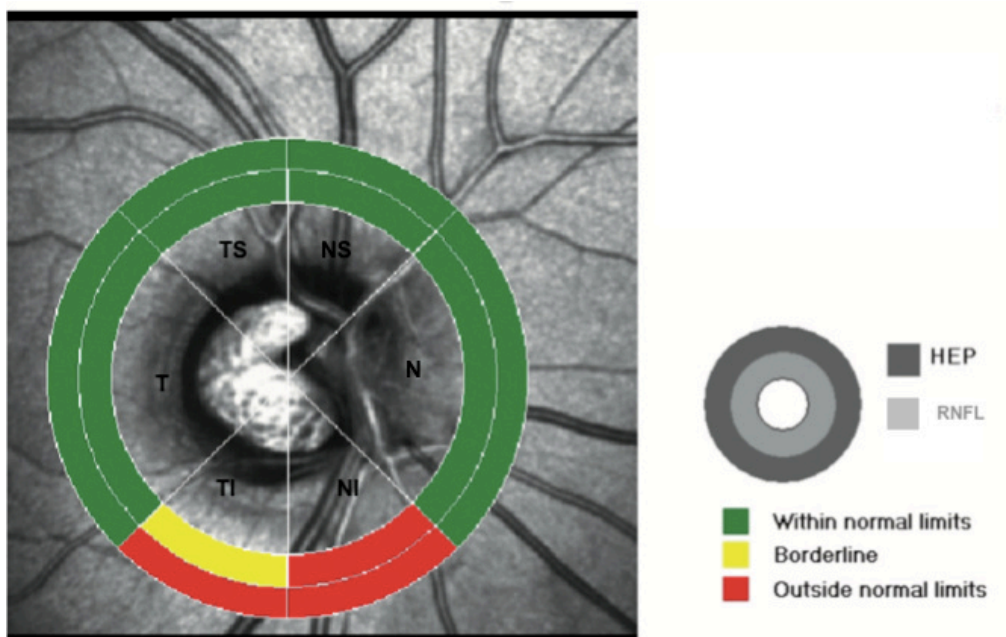 TS
NS
T
N
TI
NI
HEP
RNFL
Within normal limits
Borderline
Outside normal limits